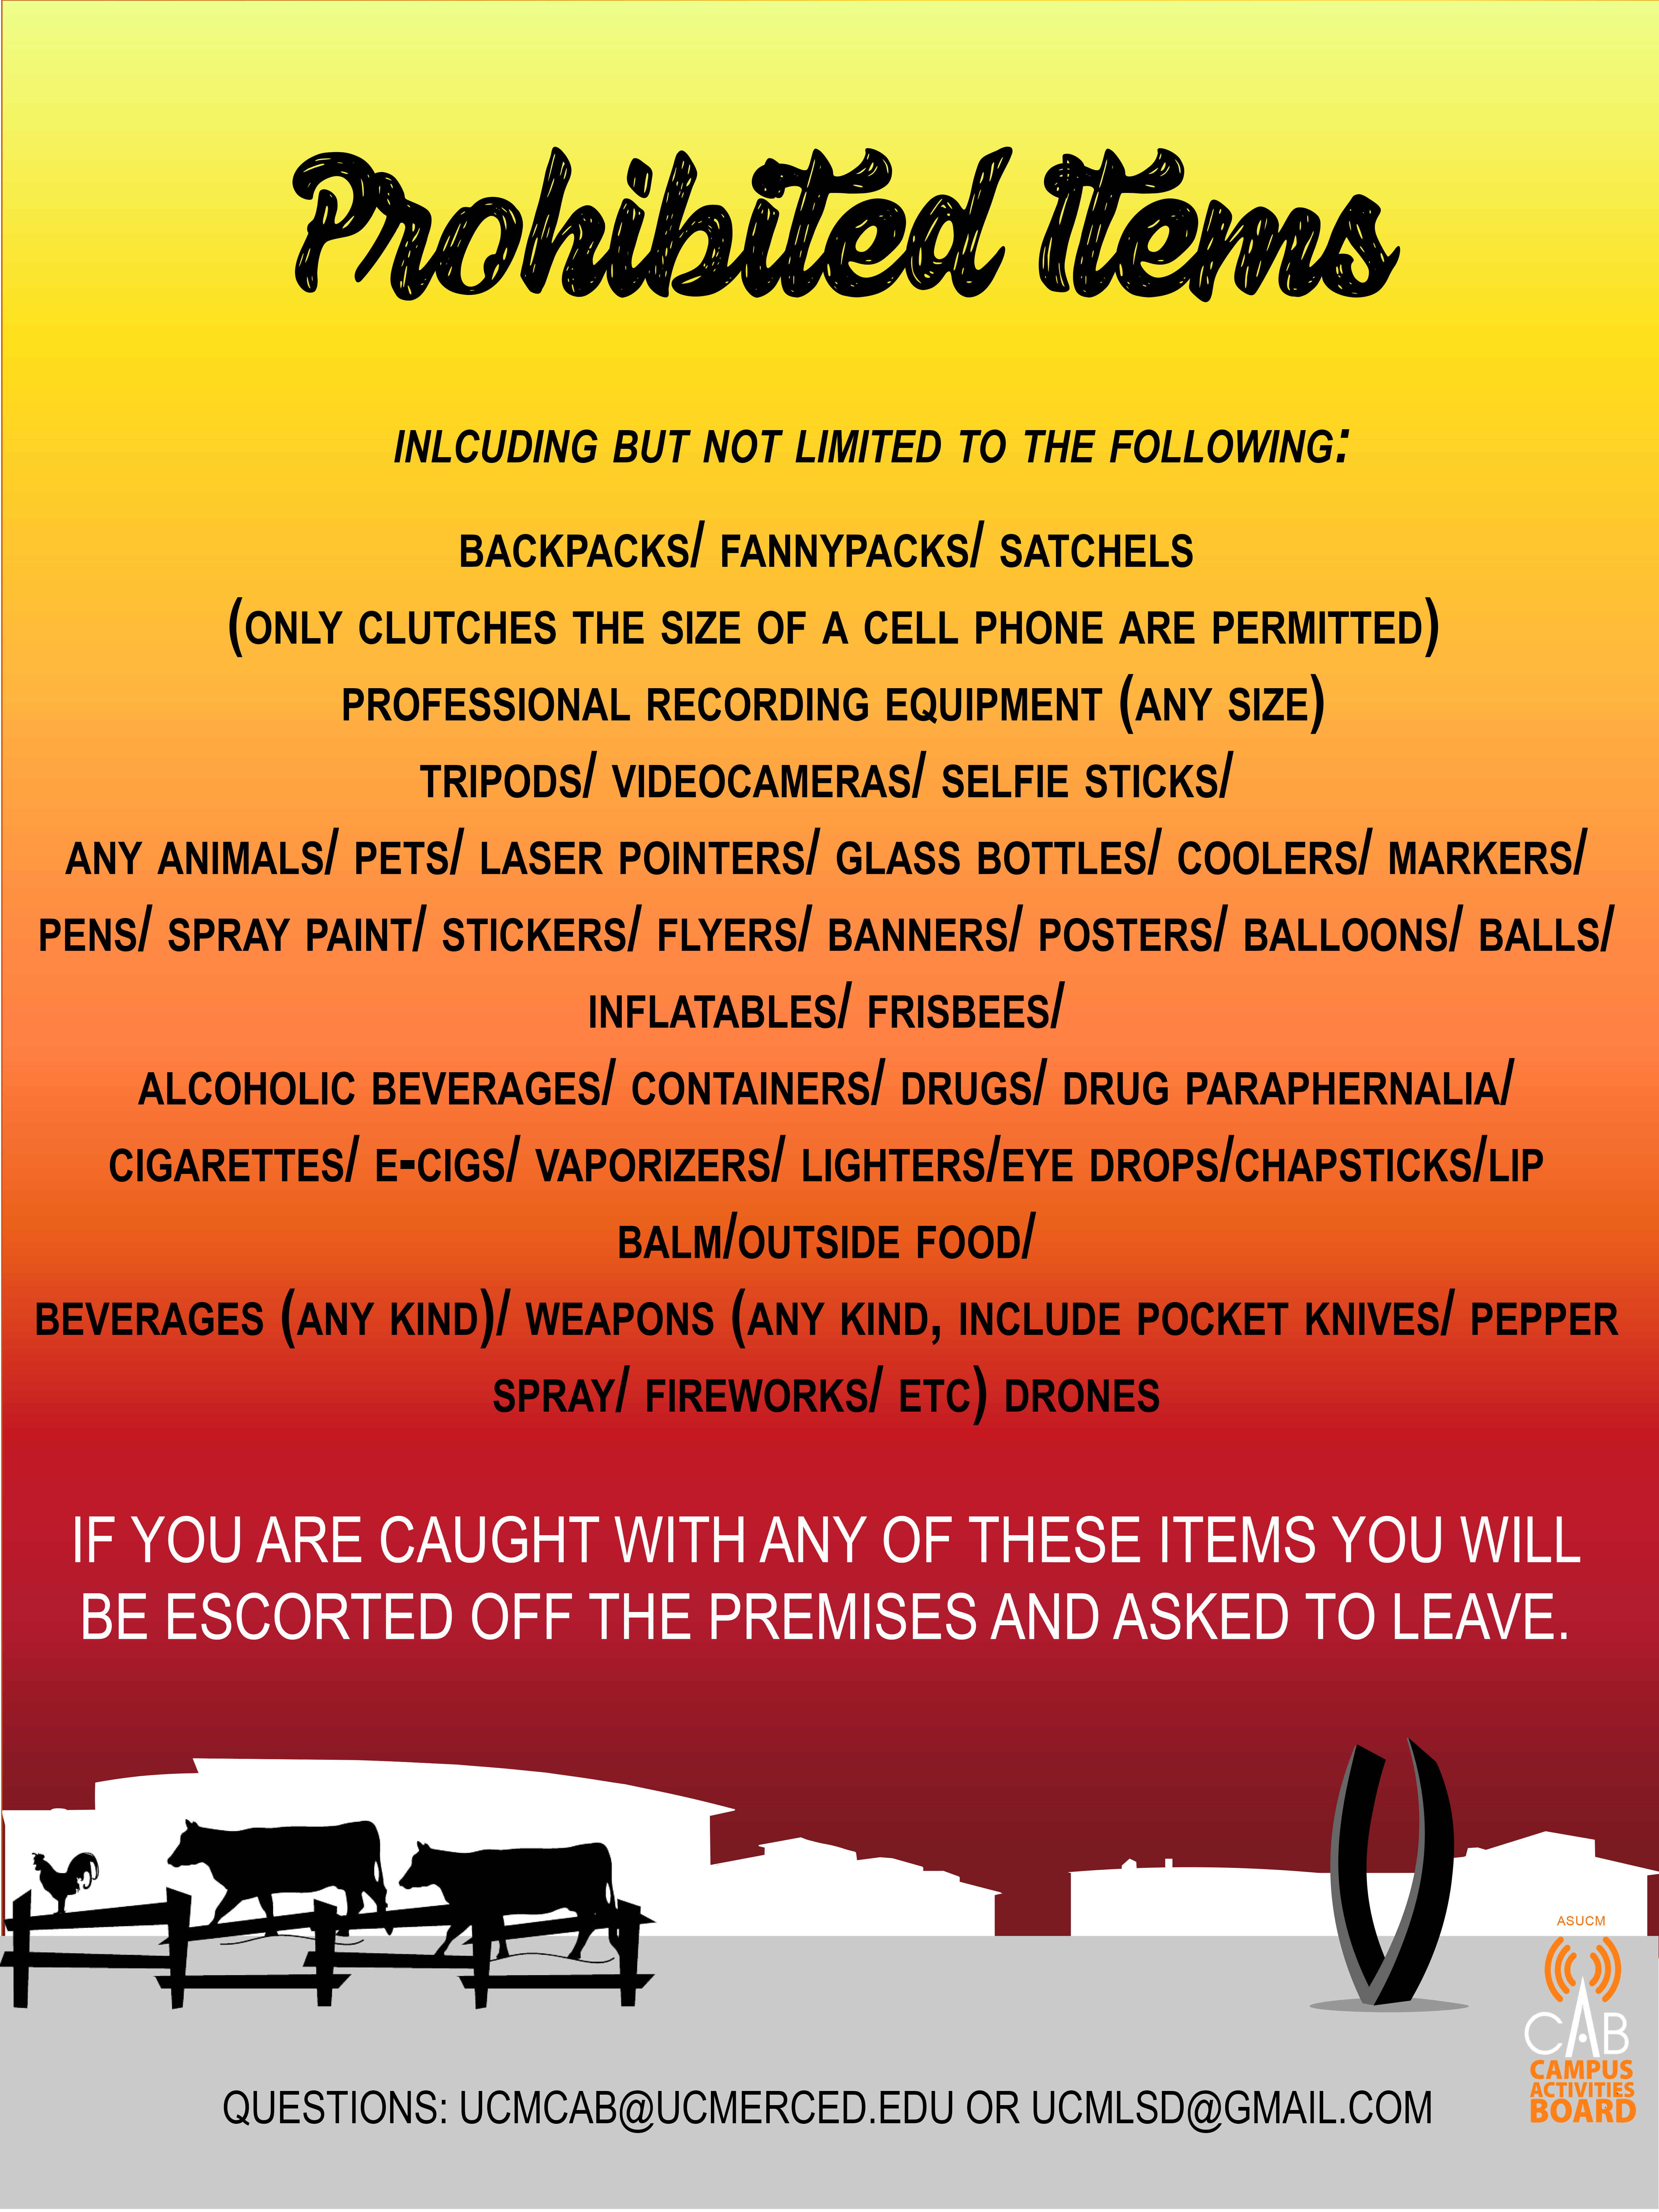 Prohibited Items
INLCUDING BUT NOT LIMITED TO THE FOLLOWING:
BACKPACKS/ FANNYPACKS/ SATCHELS
(ONLY CLUTCHES THE SIZE OF A CELL PHONE ARE PERMITTED)
PROFESSIONAL RECORDING EQUIPMENT (ANY SIZE)
TRIPODS/ VIDEOCAMERAS/ SELFIE STICKS/
ANY ANIMALS/ PETS/ LASER POINTERS/ GLASS BOTTLES/ COOLERS/ MARKERS/
PENS/ SPRAY PAINT/ STICKERS/ FLYERS/ BANNERS/ POSTERS/ BALLOONS/ BALLS/
INFLATABLES/ FRISBEES/
ALCOHOLIC BEVERAGES/ CONTAINERS/ DRUGS/ DRUG PARAPHERNALIA/
CIGARETTES/ E-CIGS/ VAPORIZERS/ LIGHTERS/EYE DROPS/CHAPSTICKS/LIP
BALM/OUTSIDE FOOD/
BEVERAGES (ANY KIND)/ WEAPONS (ANY KIND, INCLUDE POCKET KNIVES/ PEPPER
SPRAY/ FIREWORKS/ ETC) DRONES
IF YOU ARE CAUGHT WITH ANY OF THESE ITEMS YOU WILL
BE ESCORTED OFF THE PREMISES AND ASKED TO LEAVE.
ASUCM
CAB
CAMPUS
ACTIVITIES
BOARD
QUESTIONS: UCMCAB@UCMERCED.EDU OR UCMLSD@GMAIL.COM